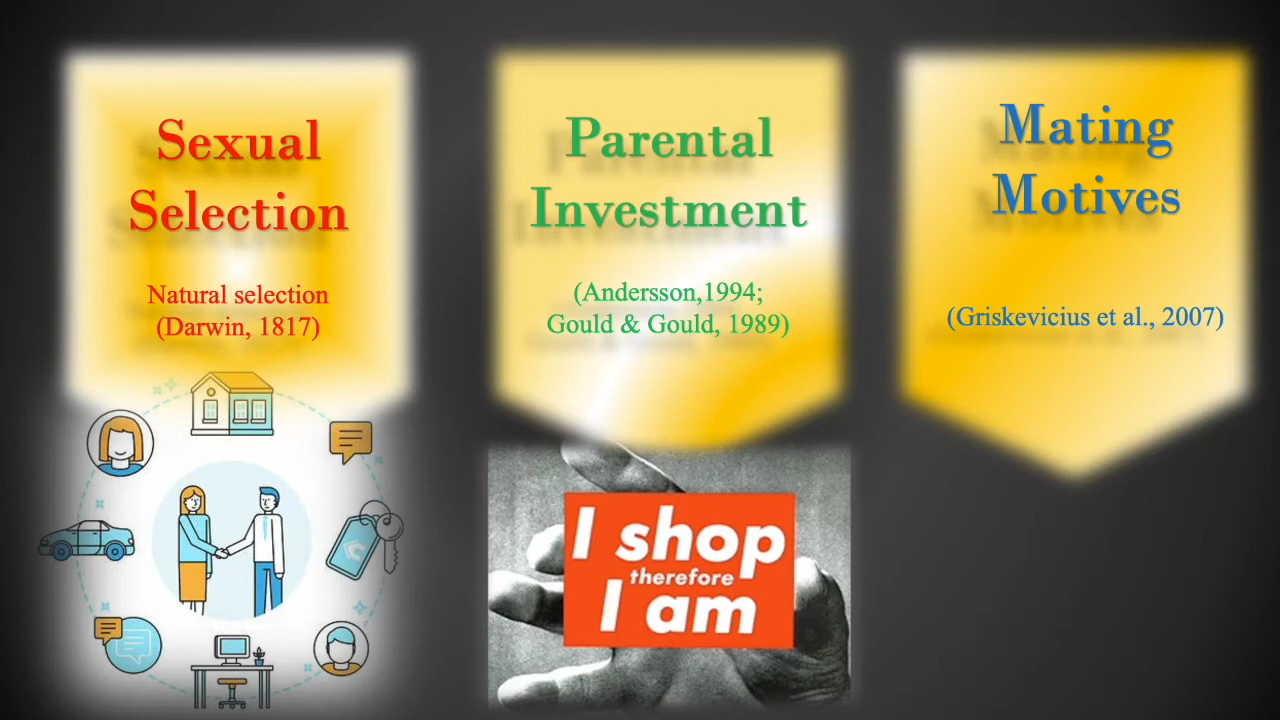 Sexual
Selection
Natural selection
(Darwin, 1817)
Parental
Investment
(Andersson,1994;
Gould & Gould, 1989)
Mating
Motives
(Griskevicius et al., 2007)
I shop
therefore
I am